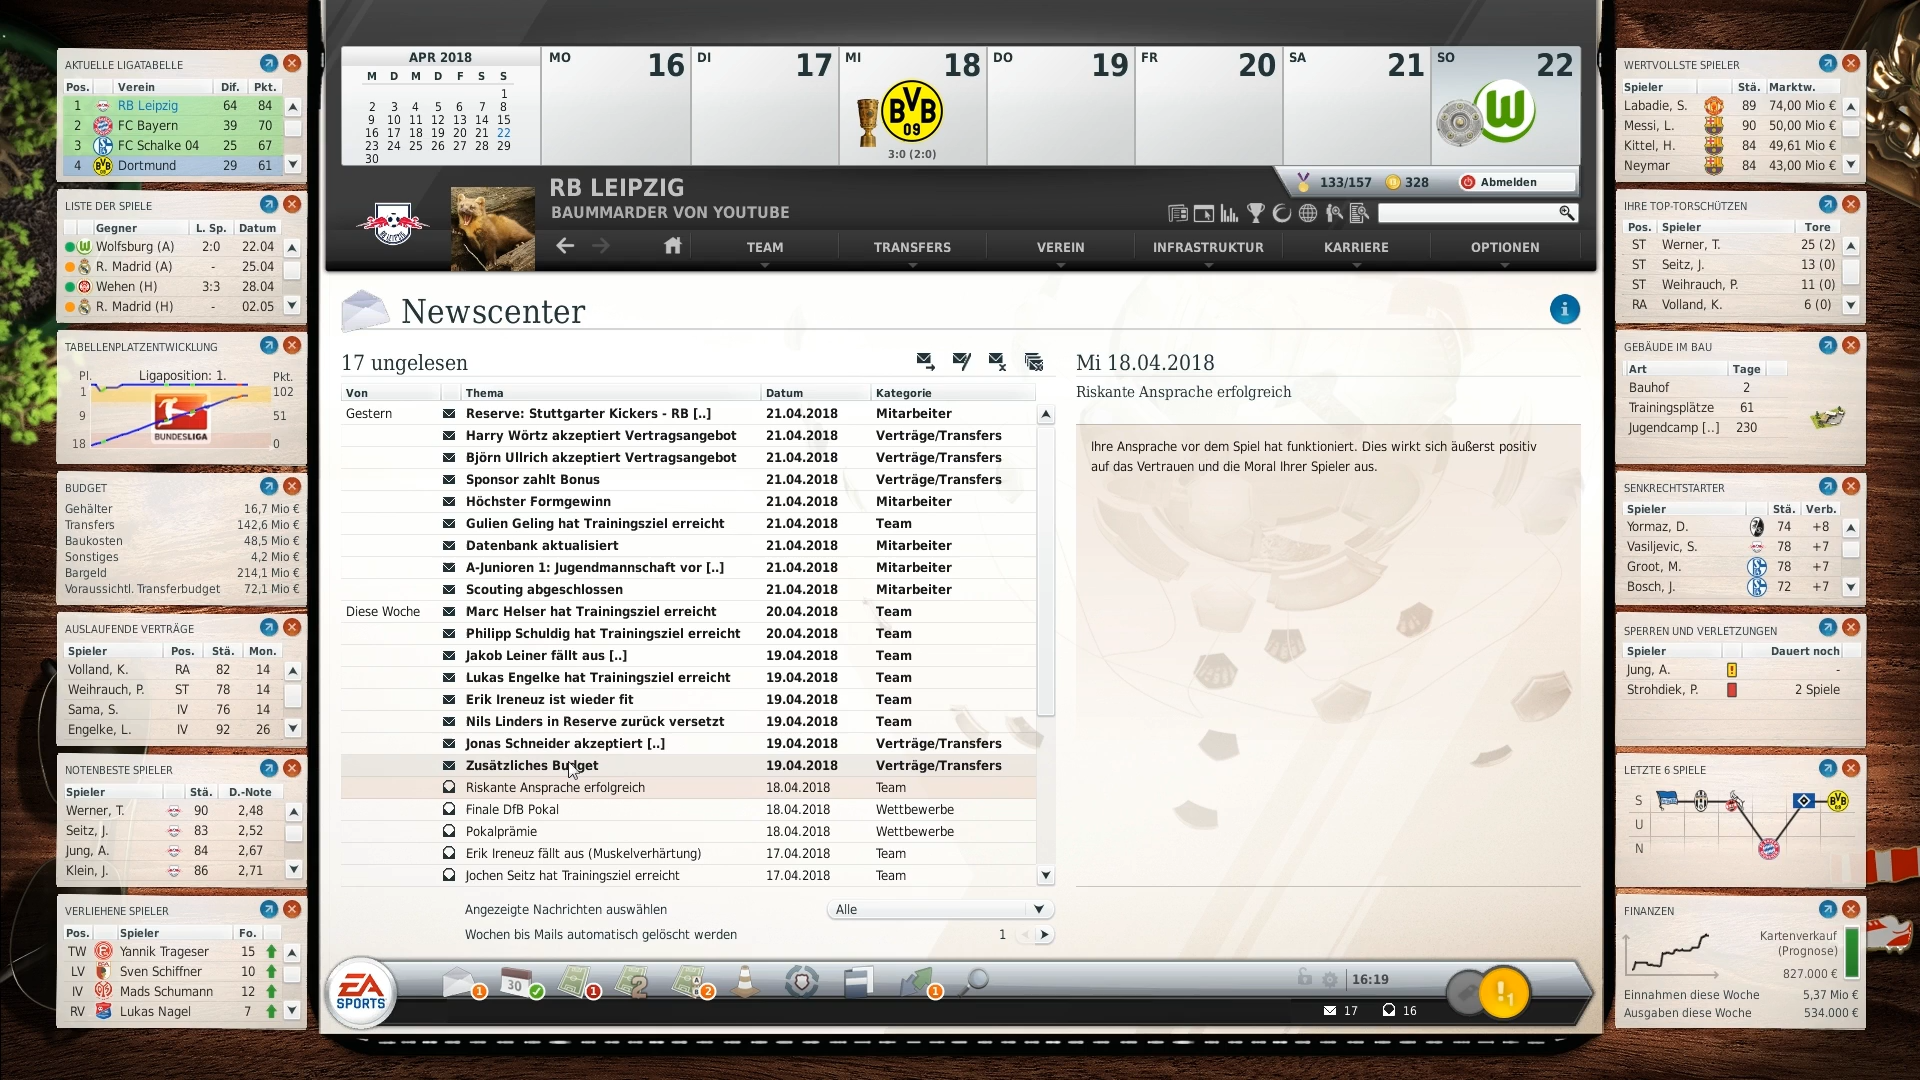 AKTUELLE LIGATABELLE
Pos. Verein Dif. Pkt.
1 RB Leipzig 64 84
2 FC Bayern 39 70
3 FC Schalke 04 25 67
4 Dortmund 29 61
LISTE DER SPIELE
Gegner L. Sp. Datum
Wolfsburg (A) 2:0 22.04
R. Madrid (A) - 25.04
Wehen (H) 3:3 28.04
R. Madrid (H) - 02.05
TABELLENPLATZENTWICKLUNG
Pl. Ligaposition: 1. Pkt.
1 102
9 51
18 0
BUNDESLIGA
BUDGET
Gehälter 16,7 Mio €
Transfers 142,6 Mio €
Baukosten 48,5 Mio €
Sonstiges 4,2 Mio €
Bargeld 214,1 Mio €
Voraussichtl. Transferbudget 72,1 Mio €
AUSLAUFENDE VERTRÄGE
Spieler Pos. Stä. Mon.
Volland, K. RA 82 14
Weihrauch, P. ST 78 14
Sama, S. IV 76 14
Engelke, L. IV 92 26
NOTENBESTE SPIELER
Spieler Stä. D.-Note
Werner, T. 90 2,48
Seitz, J. 83 2,52
Jung, A. 84 2,67
Klein, J. 86 2,71
VERLIEHENE SPIELER
Pos. Spieler Fo.
TW Yannik Trageser 15
LV Sven Schiffner 10
IV Mads Schumann 12
RV Lukas Nagel 7
APR 2018
M D M D F S S
1
2 3 4 5 6 7 8
9 10 11 12 13 14 15
16 17 18 19 20 21 22
23 24 25 26 27 28 29
30
MO 16
DI 17
MI 18
BVB 09
3:0 (2:0)
DO 19
FR 20
SA 21
SO 22
RB LEIPZIG
BAUMMARDER VON YOUTUBE
133/157 328 Abmelden
TEAM TRANSFERS VEREIN INFRASTRUKTUR KARRIERE OPTIONEN
Newscenter
17 ungelesen
Von Thema Datum Kategorie
Gestern Reserve: Stuttgarter Kickers - RB [..] 21.04.2018 Mitarbeiter
Harry Wörtz akzeptiert Vertragsangebot 21.04.2018 Verträge/Transfers
Björn Ullrich akzeptiert Vertragsangebot 21.04.2018 Verträge/Transfers
Sponsor zahlt Bonus 21.04.2018 Verträge/Transfers
Höchster Formgewinn 21.04.2018 Mitarbeiter
Gulien Geling hat Trainingsziel erreicht 21.04.2018 Team
Datenbank aktualisiert 21.04.2018 Mitarbeiter
A-Junioren 1: Jugendmannschaft vor [..] 21.04.2018 Mitarbeiter
Scouting abgeschlossen 21.04.2018 Mitarbeiter
Diese Woche Marc Helser hat Trainingsziel erreicht 20.04.2018 Team
Philipp Schuldig hat Trainingsziel erreicht 20.04.2018 Team
Jakob Leiner fällt aus [..] 19.04.2018 Team
Lukas Engelke hat Trainingsziel erreicht 19.04.2018 Team
Erik Ireneuz ist wieder fit 19.04.2018 Team
Nils Linders in Reserve zurück versetzt 19.04.2018 Team
Jonas Schneider akzeptiert [..] 19.04.2018 Verträge/Transfers
Zusätzliches Budget 19.04.2018 Verträge/Transfers
Riskante Ansprache erfolgreich 18.04.2018 Team
Finale DfB Pokal 18.04.2018 Wettbewerbe
Pokalprämie 18.04.2018 Wettbewerbe
Erik Ireneuz fällt aus (Muskelverhärtung) 17.04.2018 Team
Jochen Seitz hat Trainingsziel erreicht 17.04.2018 Team
Angezeigte Nachrichten auswählen Alle
Wochen bis Mails automatisch gelöscht werden 1
Mi 18.04.2018
Riskante Ansprache erfolgreich
Ihre Ansprache vor dem Spiel hat funktioniert. Dies wirkt sich äußerst positiv
auf das Vertrauen und die Moral Ihrer Spieler aus.
EA SPORTS
1 30 1 2 2 1
16:19
17 16
1
WERTVOLLSTE SPIELER
Spieler Stä. Marktw.
Labadie, S. 89 74,00 Mio €
Messi, L. 90 50,00 Mio €
Kittel, H. 84 49,61 Mio €
Neymar 84 43,00 Mio €
IHRE TOP-TORSCHÜTZEN
Pos. Spieler Tore
ST Werner, T. 25 (2)
ST Seitz, J. 13 (0)
ST Weihrauch, P. 11 (0)
RA Volland, K. 6 (0)
GEBÄUDE IM BAU
Art Tage
Bauhof 2
Trainingsplätze 61
Jugendcamp [..] 230
SENKRECHTSTARTER
Spieler Stä. Verb.
Yormaz, D. 74 +8
Vasiljevic, S. 78 +7
Groot, M. 78 +7
Bosch, J. 72 +7
SPERREN UND VERLETZUNGEN
Spieler Dauert noch
Jung, A. -
Strohdiek, P. 2 Spiele
LETZTE 6 SPIELE
S
U
N
FINANZEN
Kartenverkauf
(Prognose)
827.000 €
Einnahmen diese Woche 5,37 Mio €
Ausgaben diese Woche 534.000 €